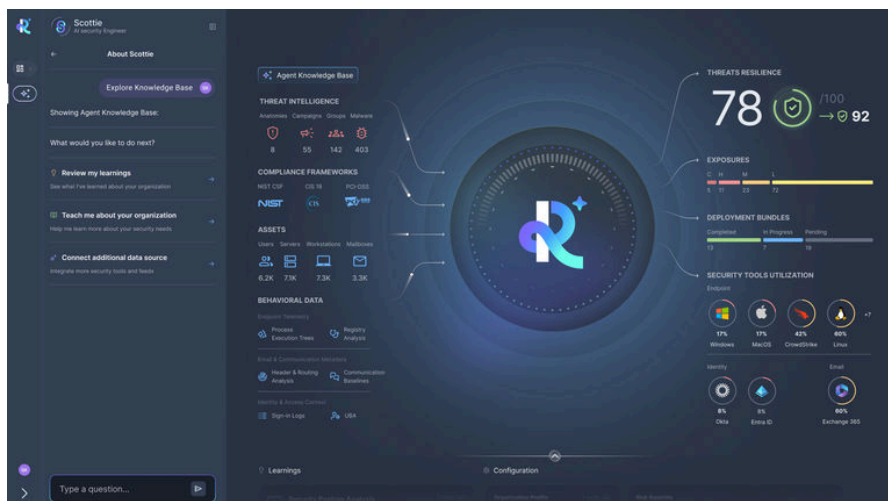 Scottie
AI security Engineer
About Scottie
Explore Knowledge Base
Showing Agent Knowledge Base:
What would you like to do next?
Review my learnings
See what I've learned about your organization
Teach me about your organization
Help me learn more about your security needs
Connect additional data source
Integrate more security tools and feeds
Type a question...
Agent Knowledge Base
THREAT INTELLIGENCE
Anatomies Campaigns Groups Malware
8 55 142 403
COMPLIANCE FRAMEWORKS
NIST CSF CIS 18 PCI-DSS
NIST CIS
ASSETS
Users Servers Workstations Mailboxes
6.2K 7.1K 7.3K 3.3K
BEHAVIORAL DATA
Endpoint Telemetry
Process Execution Trees
Registry Analysis
Email & Communication Metadata
Header & Routing Analysis
Communication Baselines
Identity & Access Context
Sign-in Logs
UBA
Learnings
Configuration
THREATS RESILIENCE
78 /100
→ 92
EXPOSURES
C H M L
5 11 23 72
DEPLOYMENT BUNDLES
Completed In Progress Pending
13 7 19
SECURITY TOOLS UTILIZATION
Endpoint
17% 17% 42% 60% +7
Windows MacOS CrowdStrike Linux
Identity Email
8% 5% 60%
Okta Entra ID Exchange 365